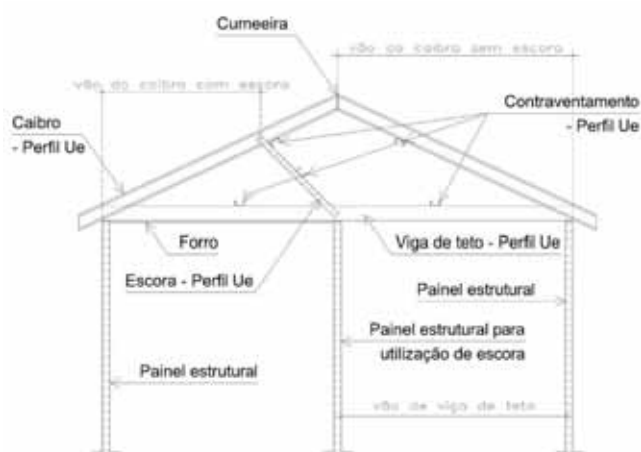 Cumeeira
vão do caibro sem escora
vão do caibro com escora
Contraventamento
- Perfil Ue
Caibro
- Perfil Ue
Forro
Viga de teto - Perfil Ue
Escora - Perfil Ue
Painel estrutural
Painel estrutural para
utilização de escora
Painel estrutural
vão de viga de teto